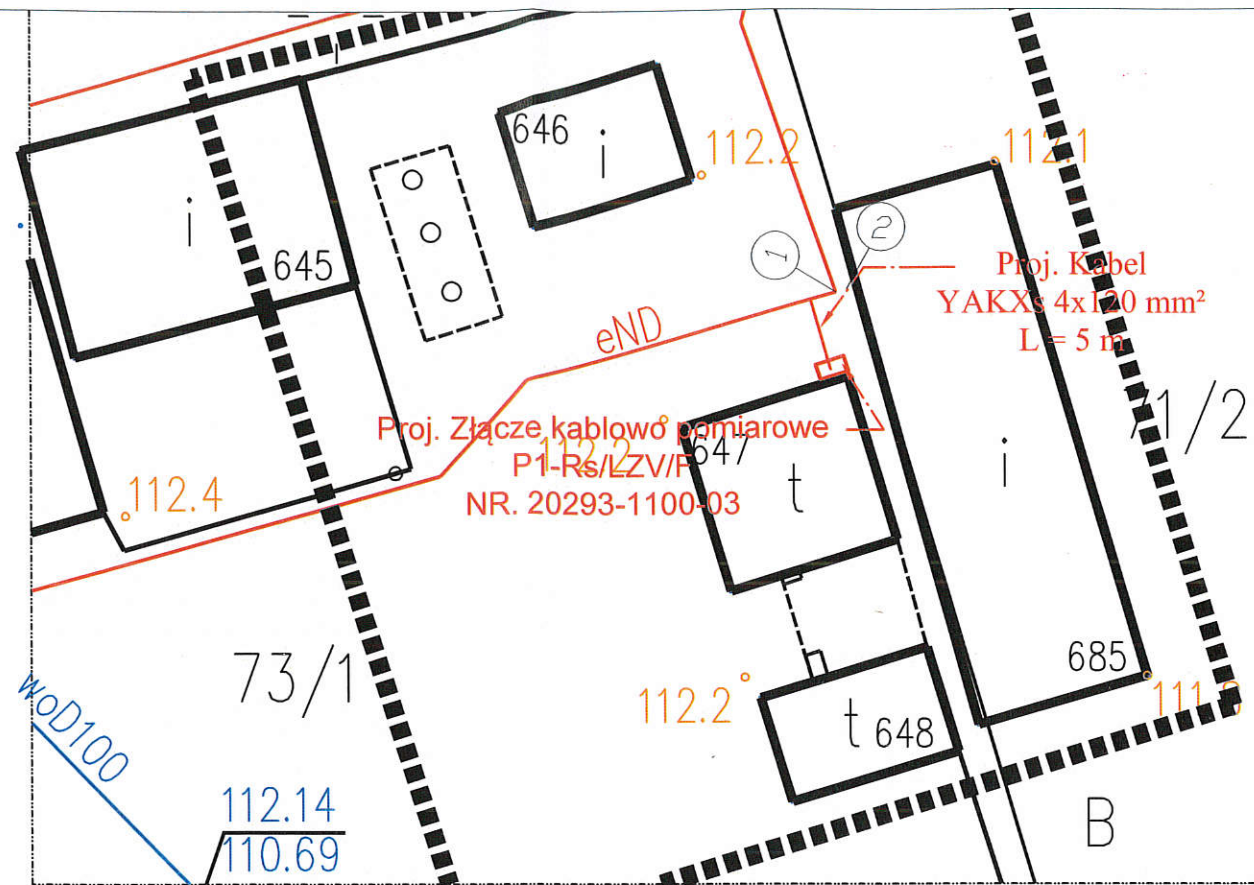 646
i
112.2
112.1
i
645
1
2
Proj. Kabel
YAKXs 4x120 mm²
L = 5 m
eND
71/2
Proj. Złącze kablowo pomiarowe
P1-Rs/LZV/F
NR. 20293-1100-03
112.2
647
t
i
112.4
73/1
685
112.2
t 648
woD100
112.14
110.69
B